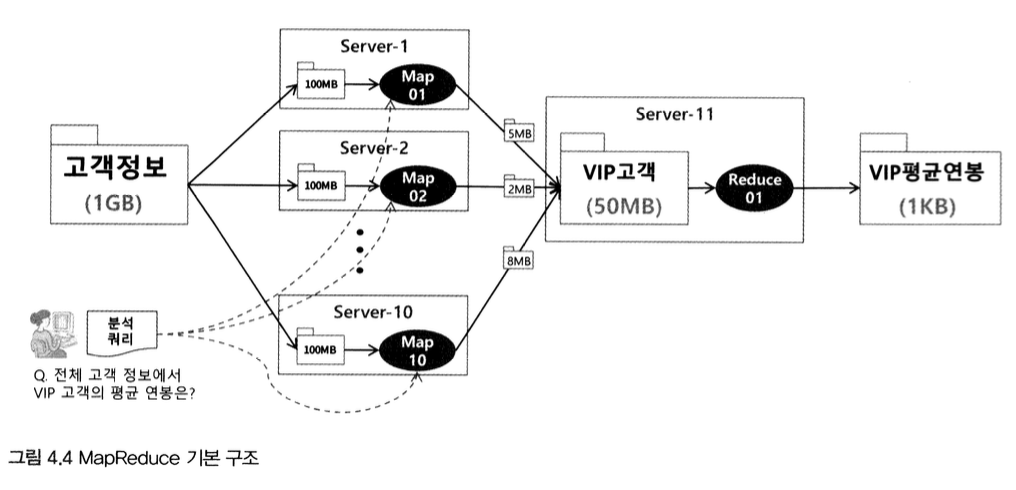 Server-1
100MB
Map
01
Server-2
100MB
Map
02
Server-10
100MB
Map
10
고객정보
(1GB)
5MB
2MB
8MB
Server-11
VIP고객
(50MB)
Reduce
01
VIP평균연봉
(1KB)
분석
쿼리
Q. 전체 고객 정보에서
VIP 고객의 평균 연봉은?
그림 4.4 MapReduce 기본 구조